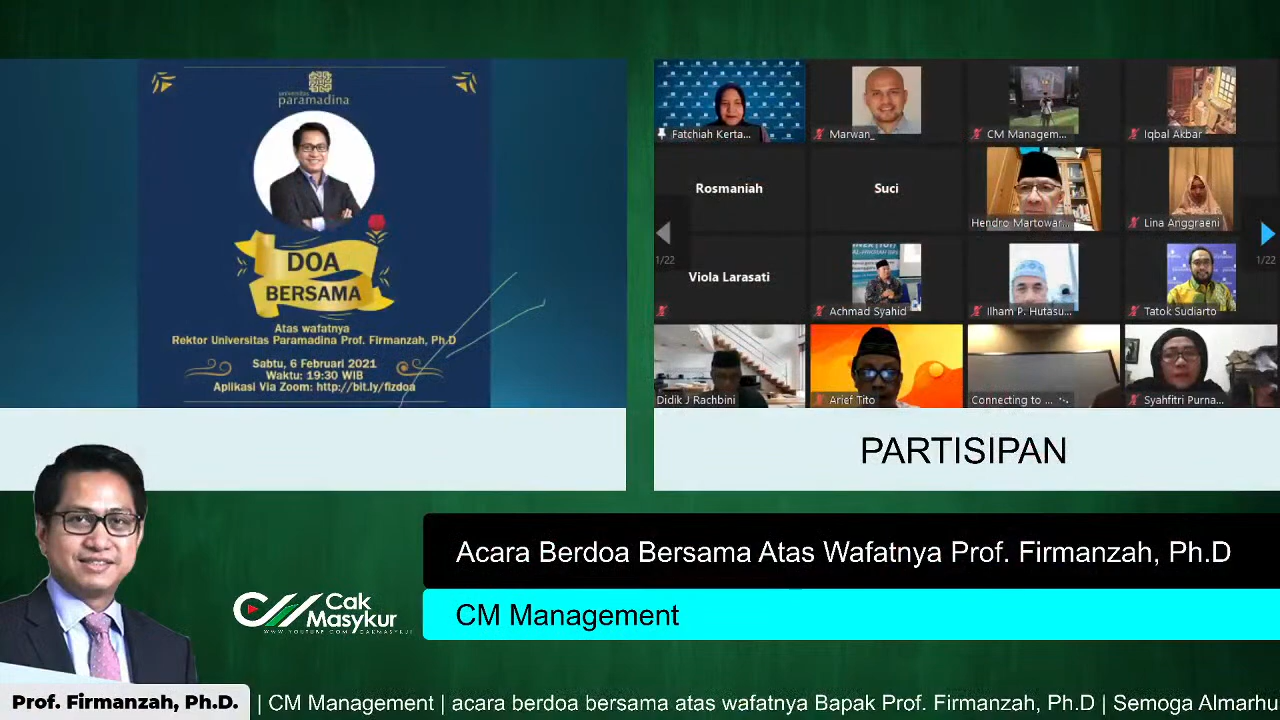 universitas
paramadina
DOA
BERSAMA
Atas wafatnya
Rektor Universitas Paramadina Prof. Firmanzah, Ph.D
Sabtu, 6 Februari 2021
Waktu: 19:30 WIB
Aplikasi Via Zoom: http://bit.ly/fizdoa
Fatchiah Kerta...
Marwan_
CM Managem...
Iqbal Akbar
Rosmaniah
Suci
Hendro Martowar...
Lina Anggraeni
1/22
1/22
Viola Larasati
Achmad Syahid
Ilham P. Hutasu...
Tatok Sudiarto
Didik J Rachbini
Arief Tito
Connecting to ...
Syahfitri Purna...
PARTISIPAN
Acara Berdoa Bersama Atas Wafatnya Prof. Firmanzah, Ph.D
CM Management
Cak
Masykur
WWW.YOUTUBE.COM/CAKMASYKUR
Prof. Firmanzah, Ph.D.
| CM Management | acara berdoa bersama atas wafatnya Bapak Prof. Firmanzah, Ph.D | Semoga Almarhu